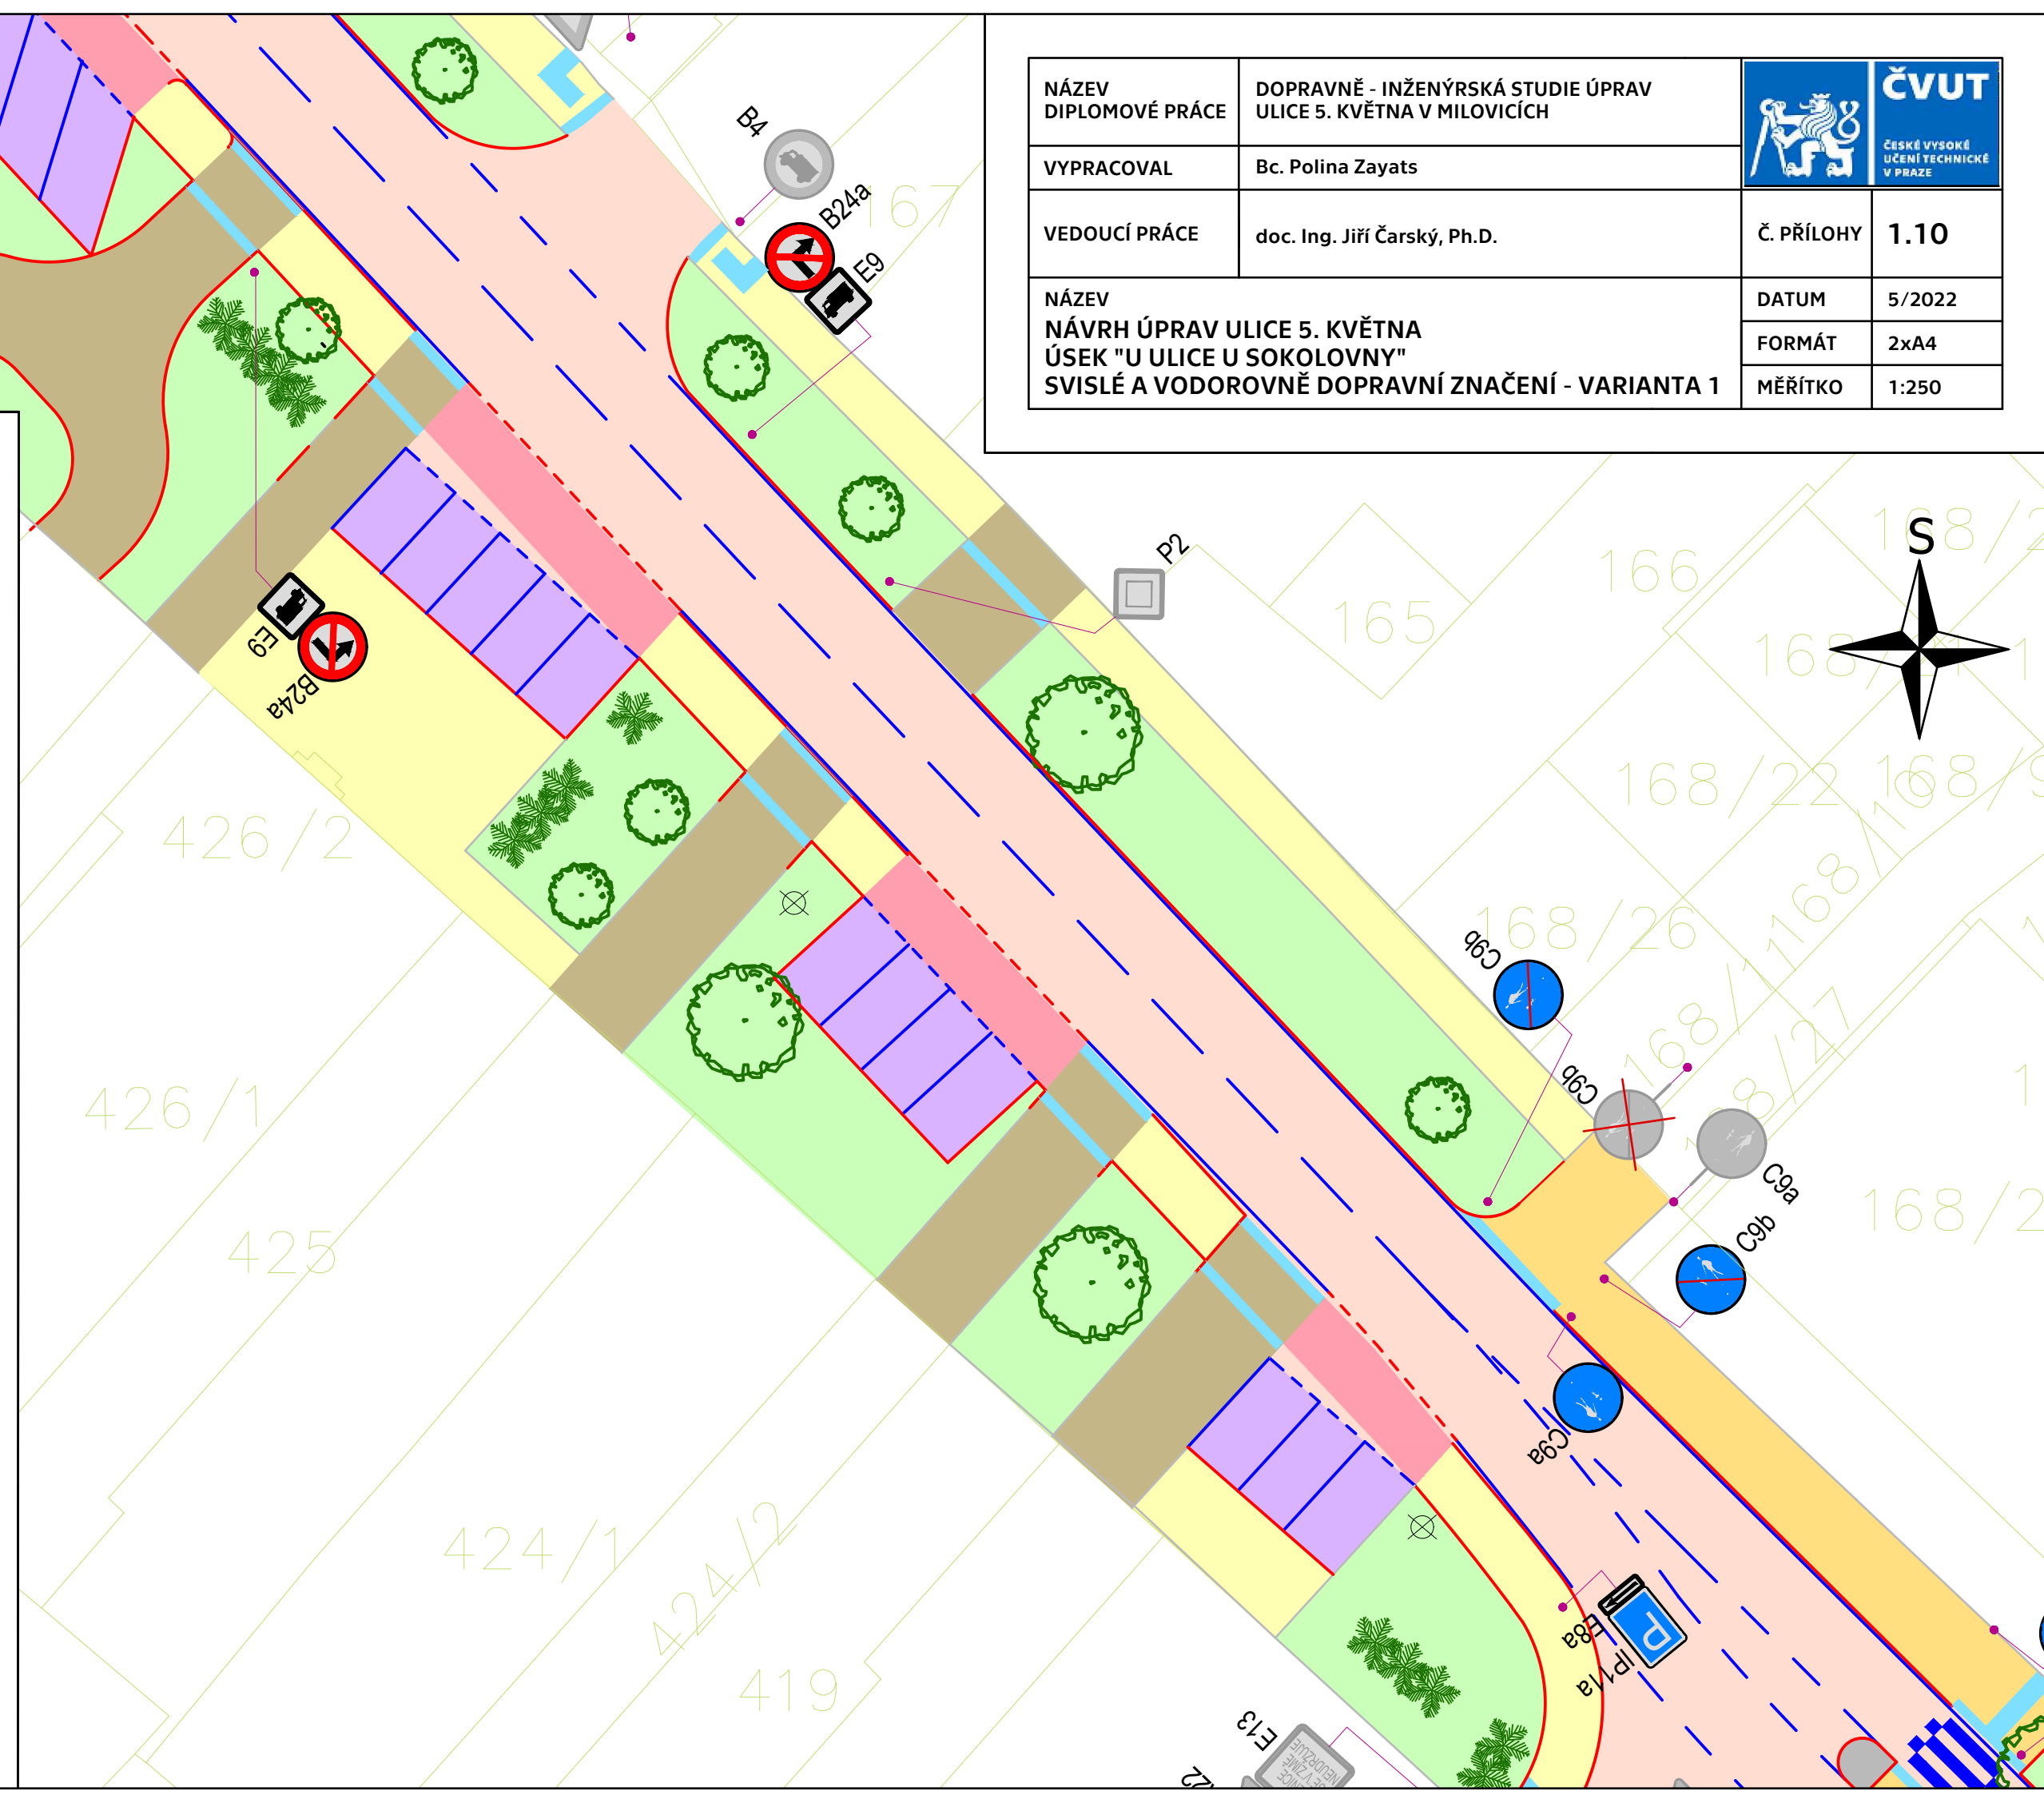 NÁZEV
DIPLOMOVÉ PRÁCE
DOPRAVNĚ - INŽENÝRSKÁ STUDIE ÚPRAV
ULICE 5. KVĚTNA V MILOVICÍCH
VYPRACOVAL
Bc. Polina Zayats
VEDOUCÍ PRÁCE
doc. Ing. Jiří Čarský, Ph.D.
ČVUT
ČESKÉ VYSOKÉ
UČENÍ TECHNICKÉ
V PRAZE
Č. PŘÍLOHY
1.10
NÁZEV
NÁVRH ÚPRAV ULICE 5. KVĚTNA
ÚSEK "U ULICE U SOKOLOVNY"
SVISLÉ A VODOROVNĚ DOPRAVNÍ ZNAČENÍ - VARIANTA 1
DATUM
5/2022
FORMÁT
2xA4
MĚŘÍTKO
1:250
B4
B24a
E9
167
P2
165
166
S
168/22
168/26
E9
B24a
426/2
426/1
425
424/1
424/2
419
C9b
C9b
C9a
C9b
C9a
E8a
P
IP11a
E13